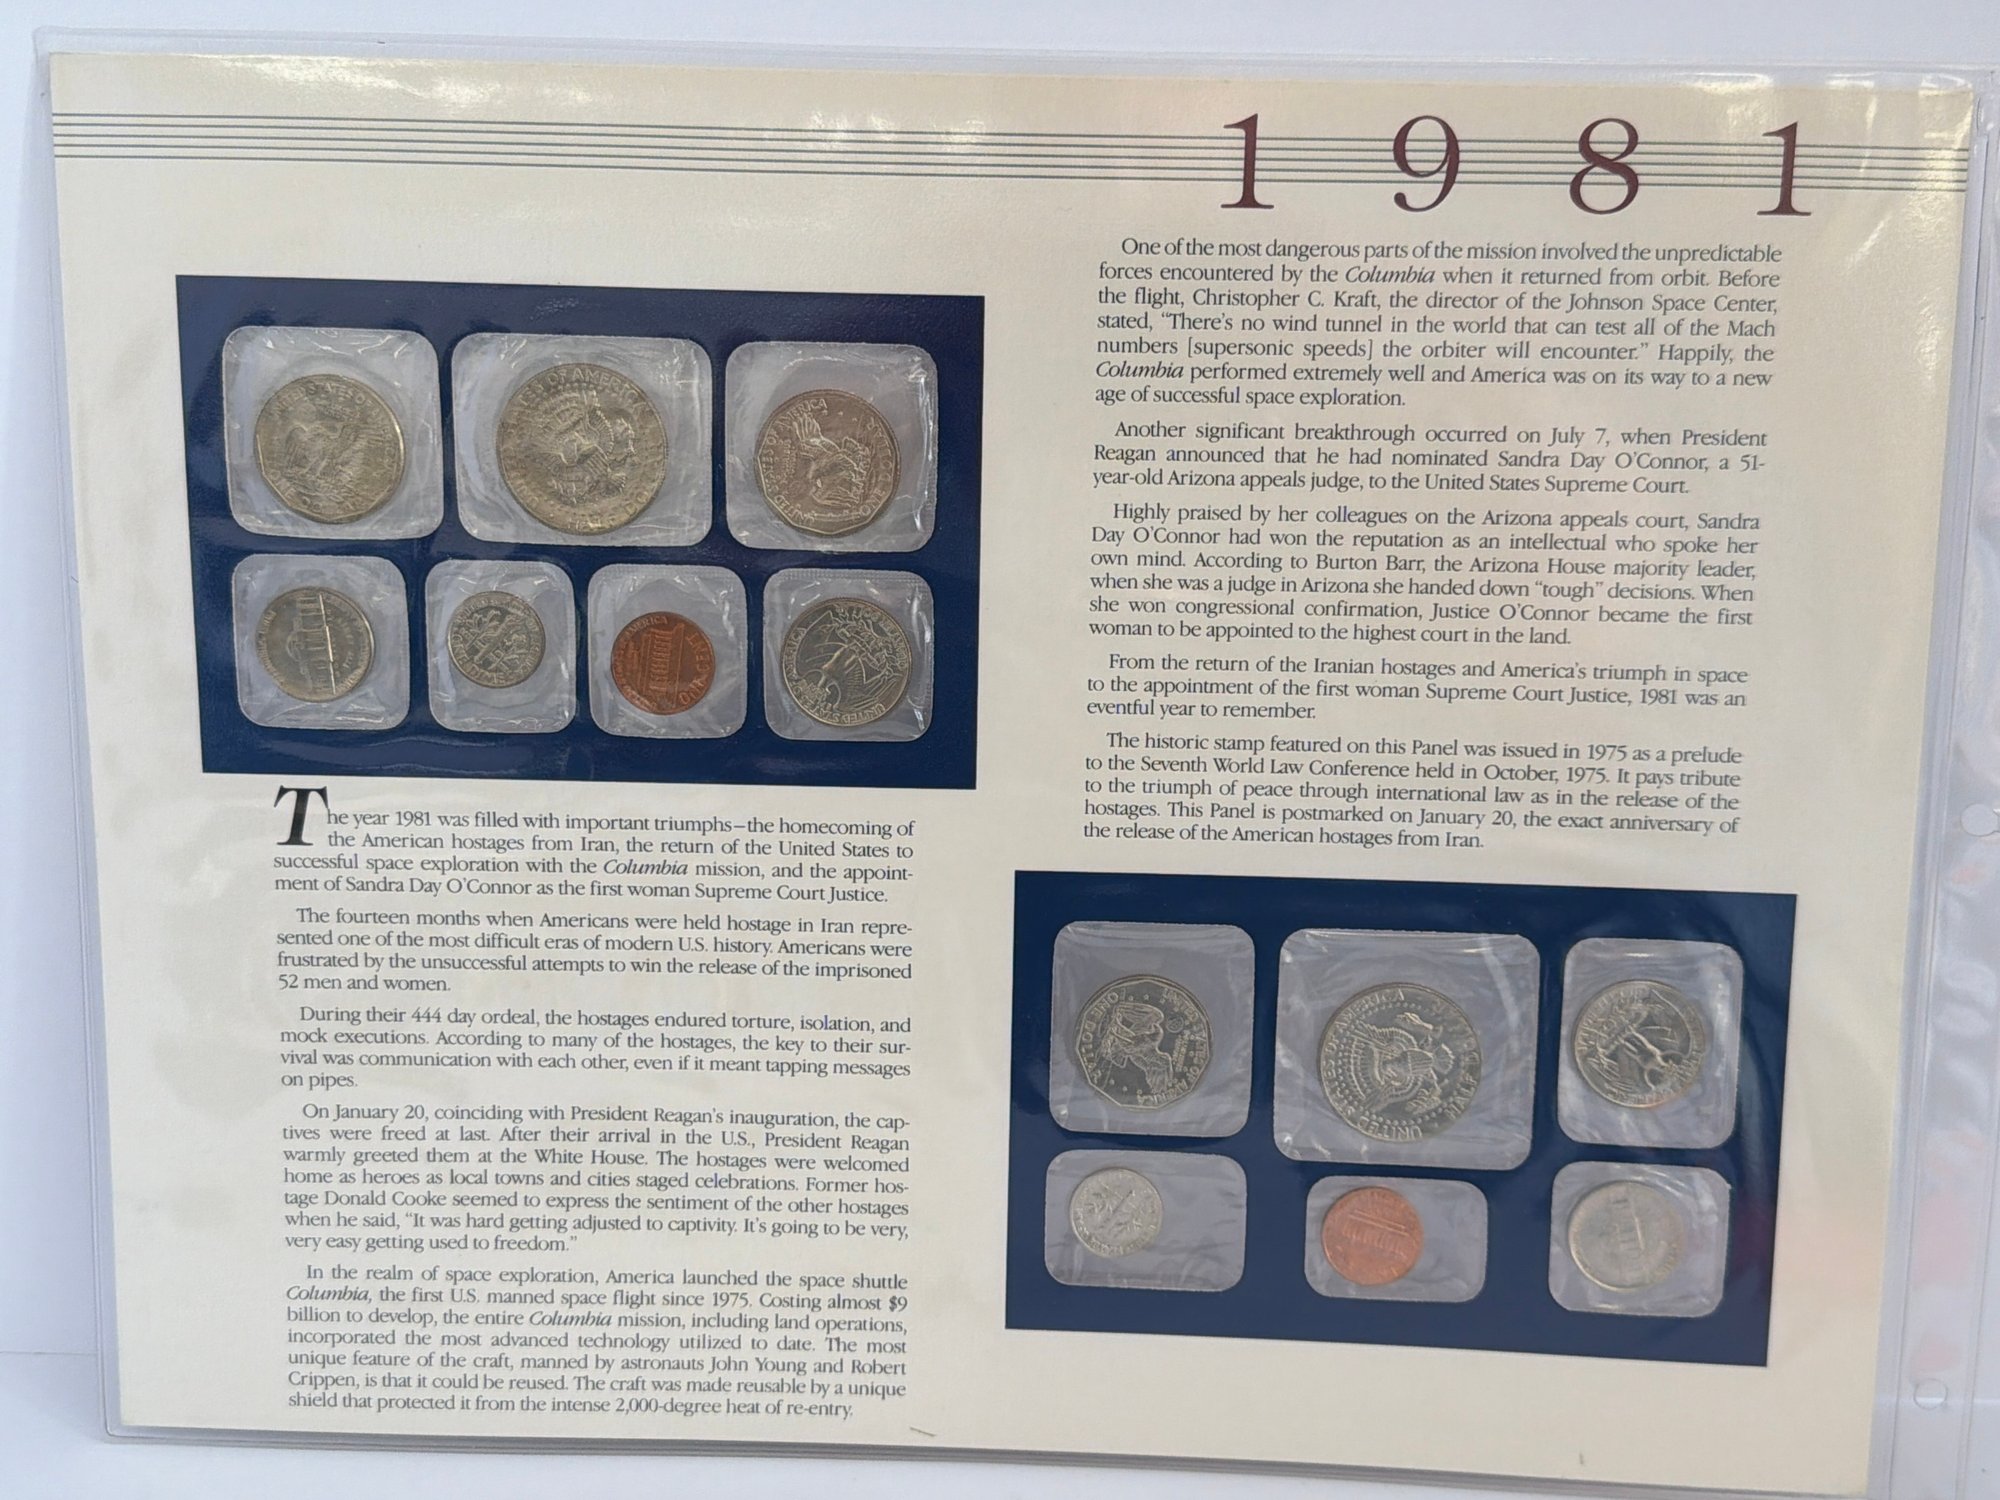 1981
The year 1981 was filled with important triumphs–the homecoming of
the American hostages from Iran, the return of the United States to
successful space exploration with the Columbia mission, and the appoint-
ment of Sandra Day O'Connor as the first woman Supreme Court Justice.
The fourteen months when Americans were held hostage in Iran repre-
sented one of the most difficult eras of modern U.S. history. Americans were
frustrated by the unsuccessful attempts to win the release of the imprisoned
52 men and women.
During their 444 day ordeal, the hostages endured torture, isolation, and
mock executions. According to many of the hostages, the key to their sur-
vival was communication with each other, even if it meant tapping messages
on pipes.
On January 20, coinciding with President Reagan's inauguration, the cap-
tives were freed at last. After their arrival in the U.S., President Reagan
warmly greeted them at the White House. The hostages were welcomed
home as heroes as local towns and cities staged celebrations. Former hos-
tage Donald Cooke seemed to express the sentiment of the other hostages
when he said, “It was hard getting adjusted to captivity. It's going to be very,
very easy getting used to freedom.”
In the realm of space exploration, America launched the space shuttle
Columbia, the first U.S. manned space flight since 1975. Costing almost $9
billion to develop, the entire Columbia mission, including land operations,
incorporated the most advanced technology utilized to date. The most
unique feature of the craft, manned by astronauts John Young and Robert
Crippen, is that it could be reused. The craft was made reusable by a unique
shield that protected it from the intense 2,000-degree heat of re-entry.
One of the most dangerous parts of the mission involved the unpredictable
forces encountered by the Columbia when it returned from orbit. Before
the flight, Christopher C. Kraft, the director of the Johnson Space Center,
stated, “There's no wind tunnel in the world that can test all of the Mach
numbers [supersonic speeds] the orbiter will encounter.” Happily, the
Columbia performed extremely well and America was on its way to a new
age of successful space exploration.
Another significant breakthrough occurred on July 7, when President
Reagan announced that he had nominated Sandra Day O'Connor, a 51-
year-old Arizona appeals judge, to the United States Supreme Court.
Highly praised by her colleagues on the Arizona appeals court, Sandra
Day O'Connor had won the reputation as an intellectual who spoke her
own mind. According to Burton Barr, the Arizona House majority leader,
when she was a judge in Arizona she handed down “tough” decisions. When
she won congressional confirmation, Justice O'Connor became the first
woman to be appointed to the highest court in the land.
From the return of the Iranian hostages and America's triumph in space
to the appointment of the first woman Supreme Court Justice, 1981 was an
eventful year to remember.
The historic stamp featured on this Panel was issued in 1975 as a prelude
to the Seventh World Law Conference held in October, 1975. It pays tribute
to the triumph of peace through international law as in the release of the
hostages. This Panel is postmarked on January 20, the exact anniversary of
the release of the American hostages from Iran.
UNITED STATES OF AMERICA
ONE DOLLAR
ONE CENT
UNITED STATES OF AMERICA
HALF